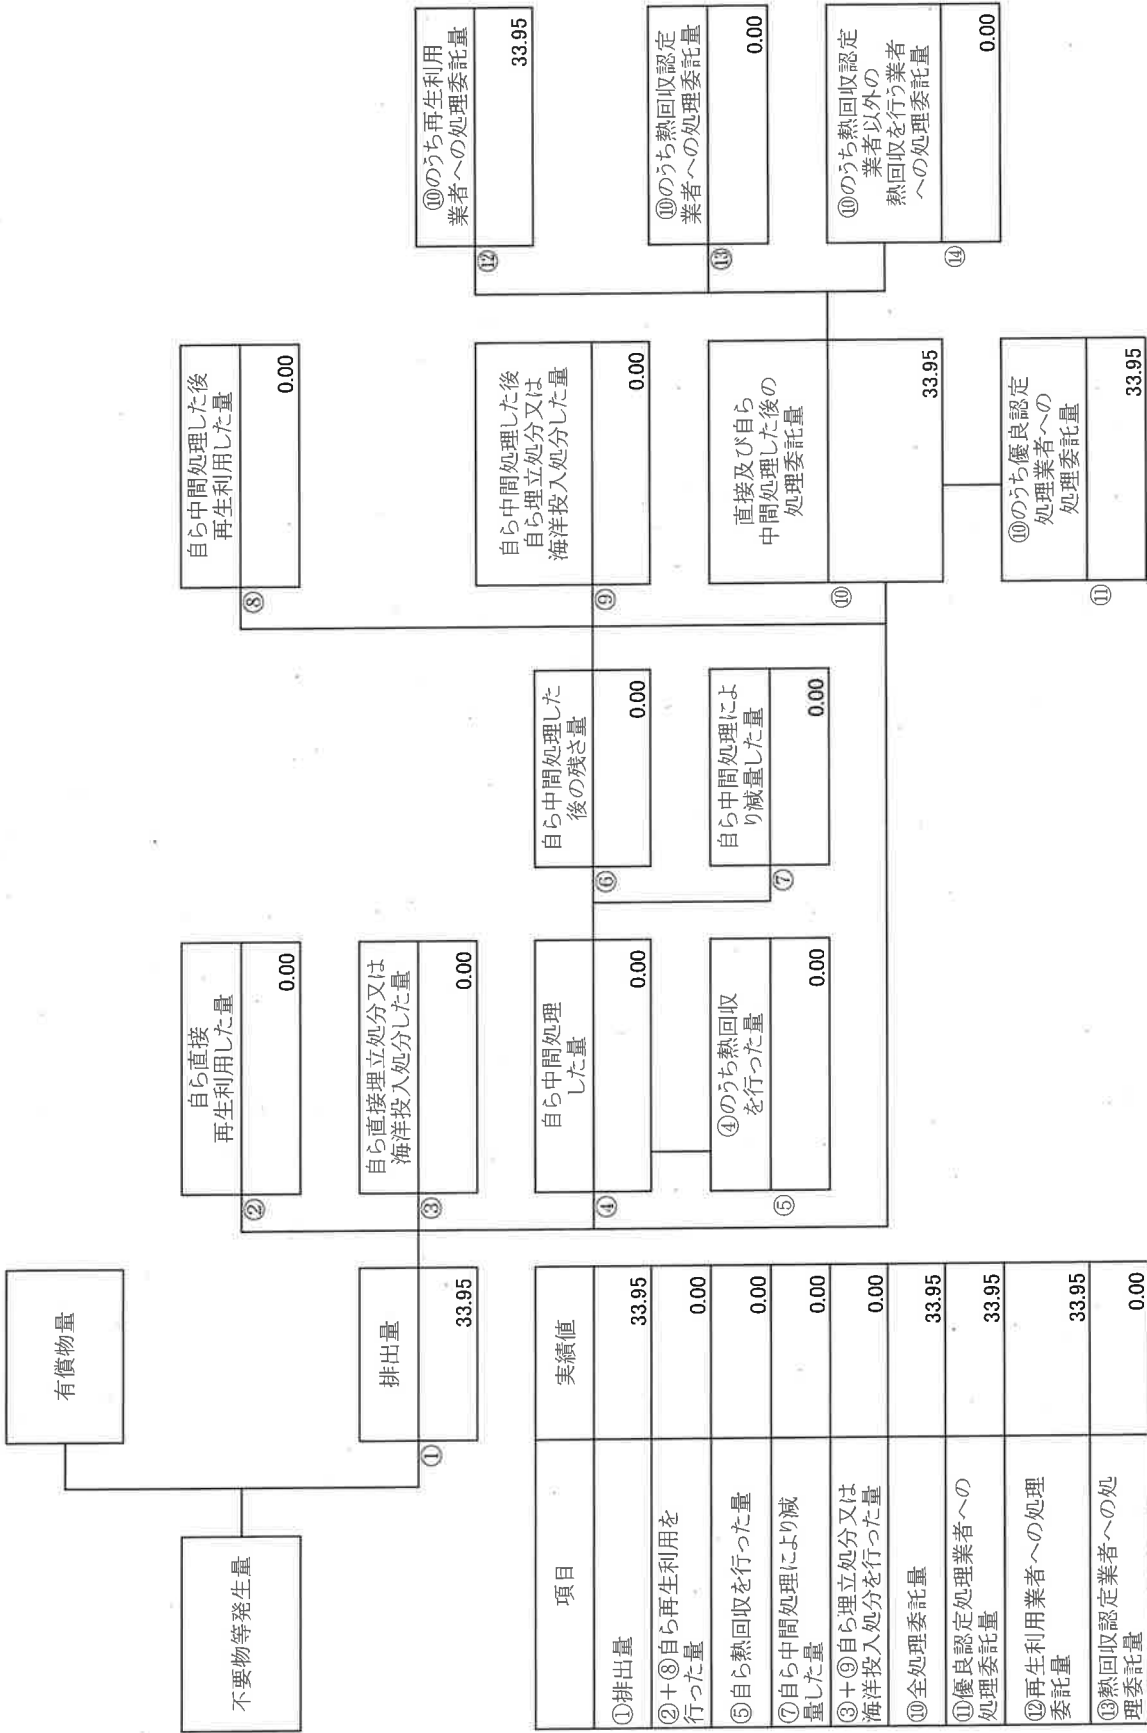 有償物量
不要物等発生量
排出量
①
33.95
自ら直接
再生利用した量
②
0.00
自ら直接埋立処分又は
海洋投入処分した量
③
0.00
自ら中間処理
した量
④
0.00
④のうち熱回収
を行った量
⑤
0.00
自ら中間処理した
後の残さ量
⑥
0.00
自ら中間処理によ
り減量した量
⑦
0.00
自ら中間処理した後
再生利用した量
⑧
0.00
自ら中間処理した後
自ら埋立処分又は
海洋投入処分した量
⑨
0.00
直接及び自ら
中間処理した後の
処理委託量
⑩
33.95
⑩のうち優良認定
処理業者への
処理委託量
⑪
33.95
⑩のうち再生利用
業者への処理委託量
⑫
33.95
⑩のうち熱回収認定
業者への処理委託量
⑬
0.00
⑩のうち熱回収認定
業者以外の
熱回収を行う業者
への処理委託量
⑭
0.00
項目 実績値
①排出量 33.95
②+⑧自ら再生利用を
行った量 0.00
⑤自ら熱回収を行った量 0.00
⑦自ら中間処理により減
量した量 0.00
③+⑨自ら埋立処分又は
海洋投入処分を行った量 0.00
⑩全処理委託量 33.95
⑪優良認定処理業者への
処理委託量 33.95
⑫再生利用業者への処理
委託量 33.95
⑬熱回収認定業者への処
理委託量 0.00